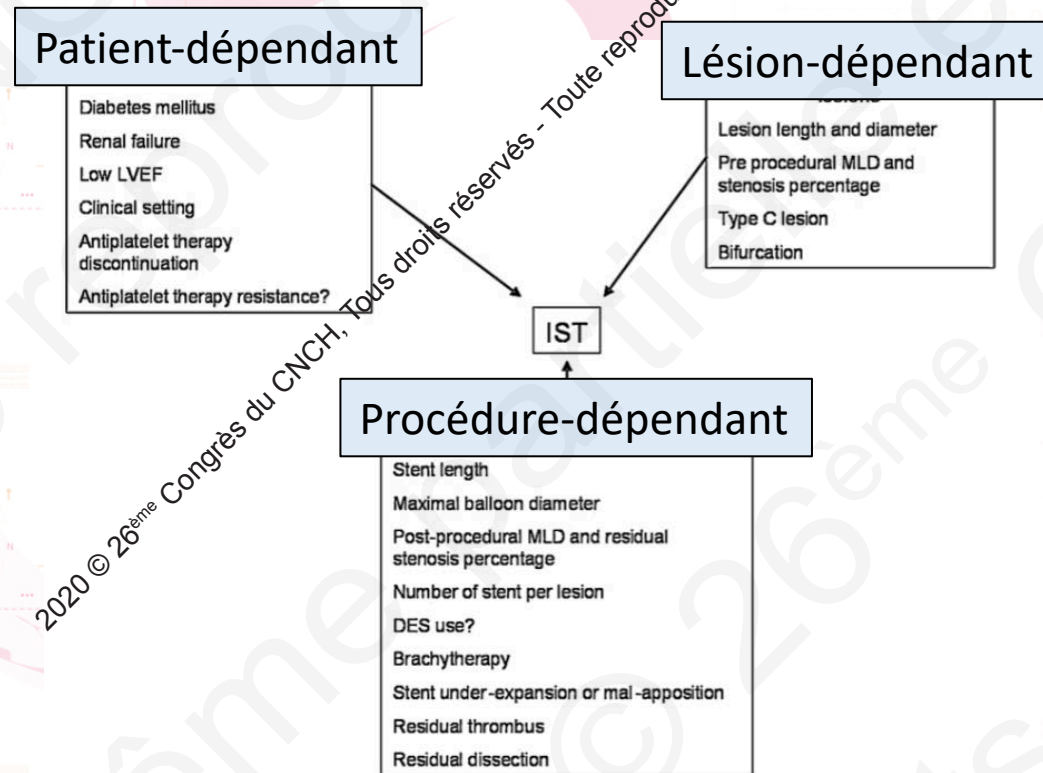 Patient-dépendant
Diabetes mellitus
Renal failure
Low LVEF
Clinical setting
Antiplatelet therapy
discontinuation
Antiplatelet therapy resistance?
Lésion-dépendant
Lesion length and diameter
Pre procedural MLD and
stenosis percentage
Type C lesion
Bifurcation
IST
Procédure-dépendant
Stent length
Maximal balloon diameter
Post-procedural MLD and residual
stenosis percentage
Number of stent per lesion
DES use?
Brachytherapy
Stent under-expansion or mal-apposition
Residual thrombus
Residual dissection
2020 © 26ème Congrès du CNCH, Tous droits réservés - Toute